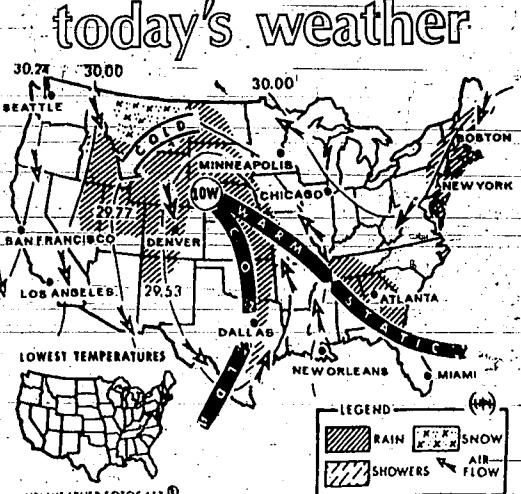 today's weather
30.24 30.00
30.00
SEATTLE
COLD
BOSTON
MINNEAPOLIS
NEW YORK
LOW
CHICAGO
WARM
29.77
SAN FRANCISCO
DENVER
COLD
STATIC
LOS ANGELES
29.53
ATLANTA
DALLAS
LOWEST TEMPERATURES
NEW ORLEANS
MIAMI
LEGEND
RAIN
SNOW
SHOWERS
AIR FLOW